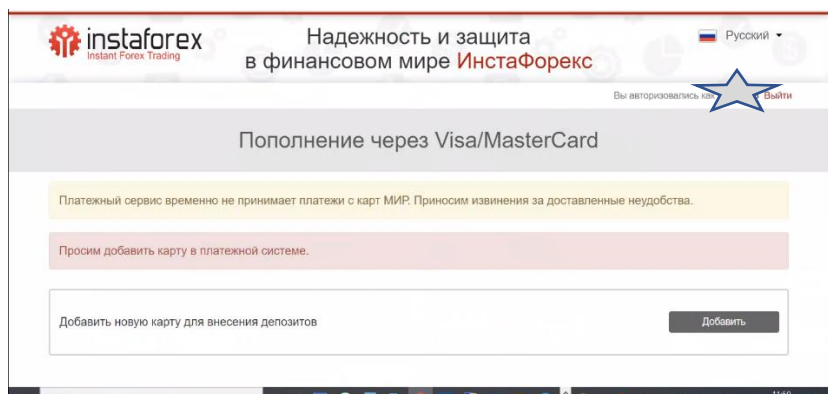 instaforex
Instant Forex Trading
Надежность и защита
в финансовом мире ИнстаФорекс
Русский
Вы авторизовались как
Выйти
Пополнение через Visa/MasterCard
Платежный сервис временно не принимает платежи с карт МИР. Приносим извинения за доставленные неудобства.
Просим добавить карту в платежной системе.
Добавить новую карту для внесения депозитов
Добавить